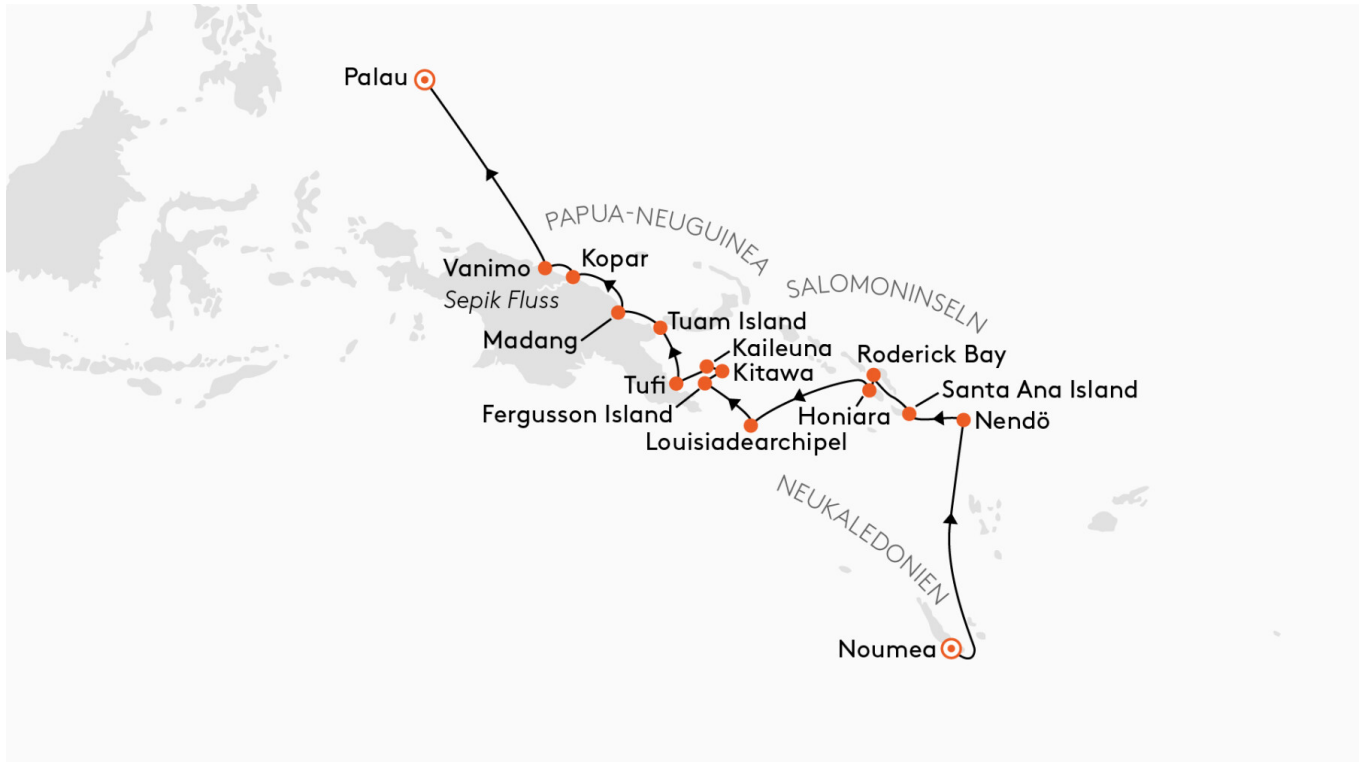 Palau
PAPUA-NEUGUINEA
Kopar
Vanimo
SALOMONINSELN
Sepik Fluss
Tuam Island
Madang
Kaileuna
Roderick Bay
Kitawa
Tufi
Santa Ana Island
Fergusson Island
Honiara
Nendö
Louisiadearchipel
NEUKALEDONIEN
Noumea